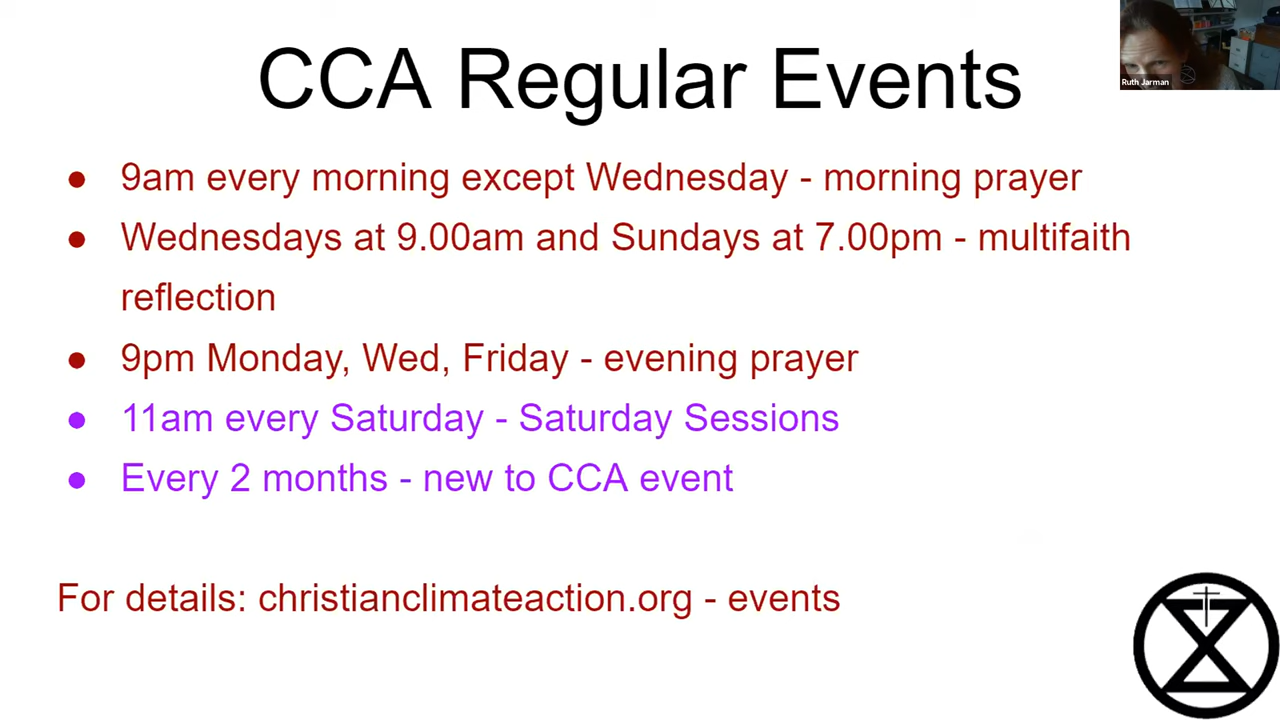 CCA Regular Events
Ruth Jarman
● 9am every morning except Wednesday - morning prayer
● Wednesdays at 9.00am and Sundays at 7.00pm - multifaith
reflection
● 9pm Monday, Wed, Friday - evening prayer
● 11am every Saturday - Saturday Sessions
● Every 2 months - new to CCA event
For details: christianclimateaction.org - events